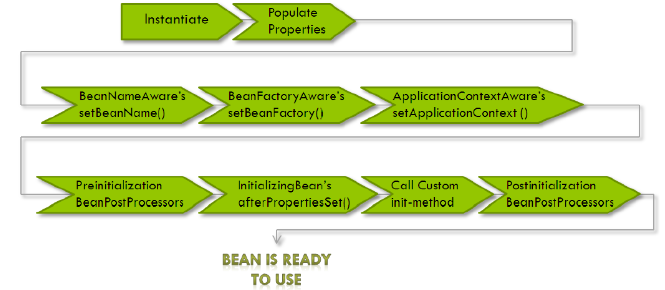 Instantiate
Populate
Properties
BeanNameAware's
setBeanName()
BeanFactoryAware's
setBeanFactory()
ApplicationContextAware's
setApplicationContext ()
Preinitialization
BeanPostProcessors
InitializingBean's
afterPropertiesSet()
Call Custom
init-method
Postinitialization
BeanPostProcessors
BEAN IS READY
TO USE